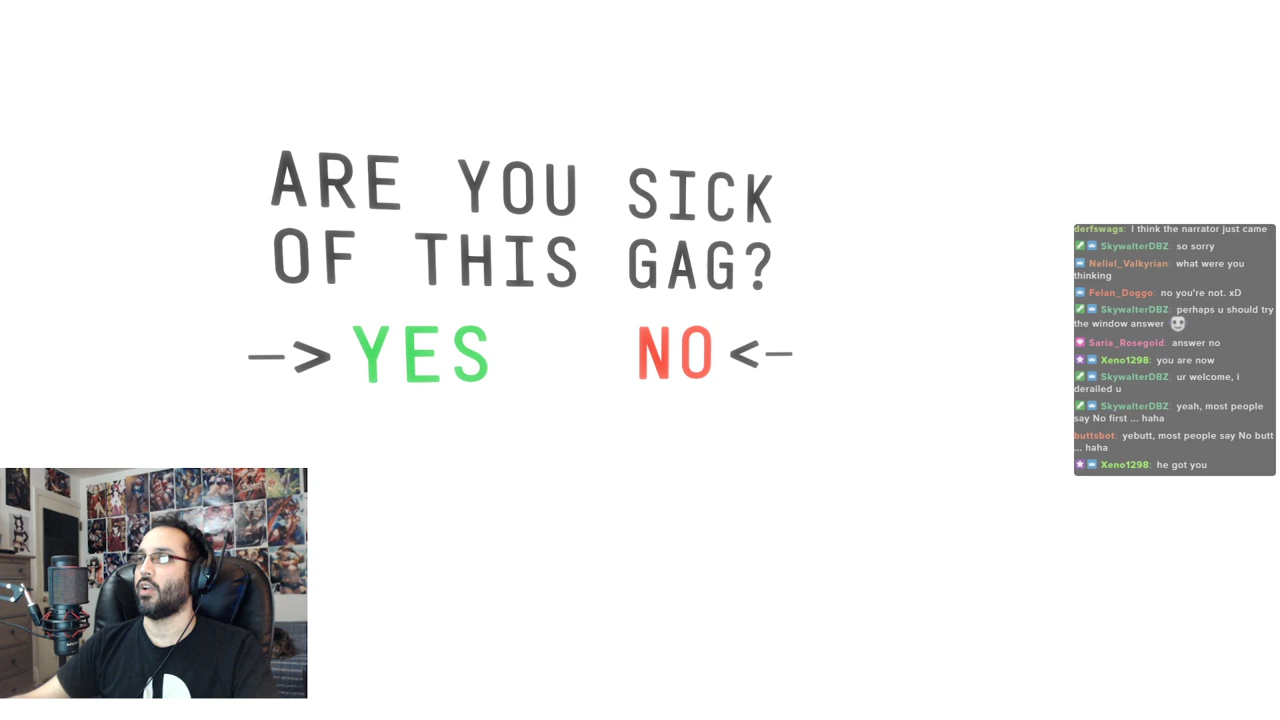 ARE YOU SICK
OF THIS GAG?
—> YES
NO <—
derfswags: I think the narrator just came
SkywalterDBZ: so sorry
Neliel_Valkyrian: what were you
thinking
Felan_Doggo: no you're not. xD
SkywalterDBZ: perhaps u should try
the window answer
Saria_Rosegold: answer no
Xeno1298: you are now
SkywalterDBZ: ur welcome, i
derailed u
SkywalterDBZ: yeah, most people
say No first ... haha
buttsbot: yebutt, most people say No butt
... haha
Xeno1298: he got you